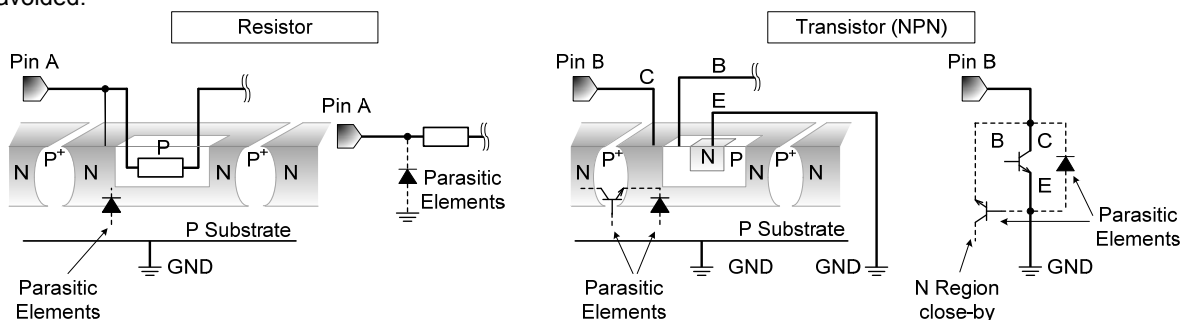 avoided.
Resistor
Transistor (NPN)
Pin A
Pin A
Parasitic
Elements
N
P+
N
P
N
P+
N
P Substrate
GND
Parasitic
Elements
Pin B
C
B
E
N
P+
N
N
P
N
P+
N
P Substrate
GND
GND
Parasitic
Elements
Pin B
B
C
E
Parasitic
Elements
GND
N Region
close-by